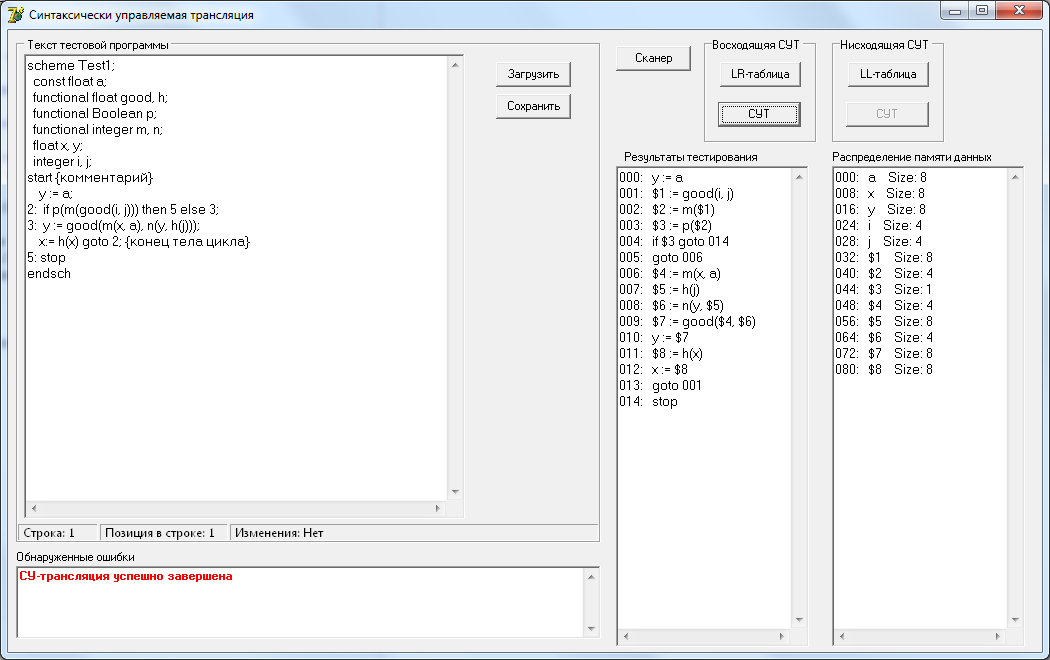 Синтаксически управляемая трансляция
Текст тестовой программы
scheme Test1;
const float a;
functional float good, h;
functional Boolean p;
functional integer m, n;
float x, y;
integer i, j;
start {комментарий}
y := a;
2: if p(m(good(i, j))) then 5 else 3;
3: y := good(m(x, a), n(y, h(j)));
x:= h(x) goto 2; {конец тела цикла}
5: stop
endsch
Загрузить
Сохранить
Строка: 1
Позиция в строке: 1
Изменения: Нет
Обнаруженные ошибки
СУ-трансляция успешно завершена
Сканер
Восходящяя СУТ
LR-таблица
СУТ
Нисходящяя СУТ
LL-таблица
СУТ
Результаты тестирования
000: y := a
001: $1 := good(i, j)
002: $2 := m($1)
003: $3 := p($2)
004: if $3 goto 014
005: goto 006
006: $4 := m(x, a)
007: $5 := h(j)
008: $6 := n(y, $5)
009: $7 := good($4, $6)
010: y := $7
011: $8 := h(x)
012: x := $8
013: goto 001
014: stop
Распределение памяти данных
000: a Size: 8
008: x Size: 8
016: y Size: 8
024: i Size: 4
028: j Size: 4
032: $1 Size: 8
040: $2 Size: 4
044: $3 Size: 1
048: $4 Size: 4
056: $5 Size: 8
064: $6 Size: 4
072: $7 Size: 8
080: $8 Size: 8